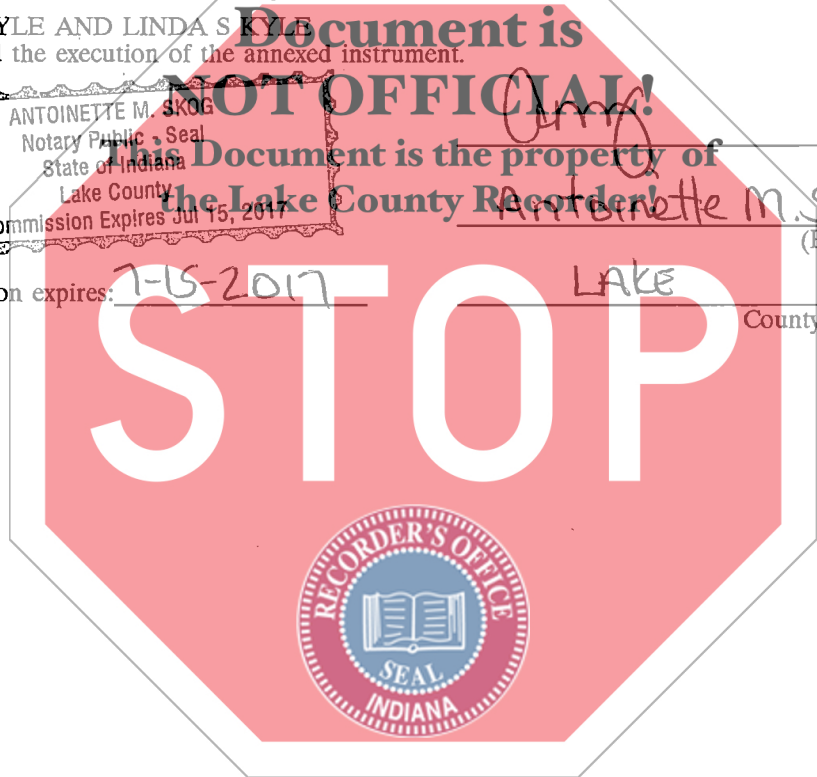 YLE AND LINDA S KYLE
the execution of the annexed instrument.
Document is
NOT OFFICIAL!
This Document is the property of
the Lake County Recorder!
ANTOINETTE M. SKOG
Notary Public - Seal
State of Indiana
Lake County
mmission Expires Jul 15, 2017
Antoinette M. S
on expires: 7-15-2017
LAKE
County
STOP
RECORDER'S OFFICE
SEAL
INDIANA